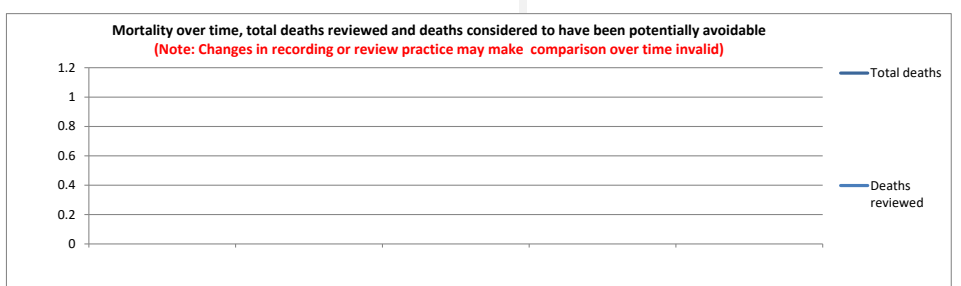 Mortality over time, total deaths reviewed and deaths considered to have been potentially avoidable
(Note: Changes in recording or review practice may make comparison over time invalid)
1.2
1
0.8
0.6
0.4
0.2
0
Total deaths
Deaths
reviewed